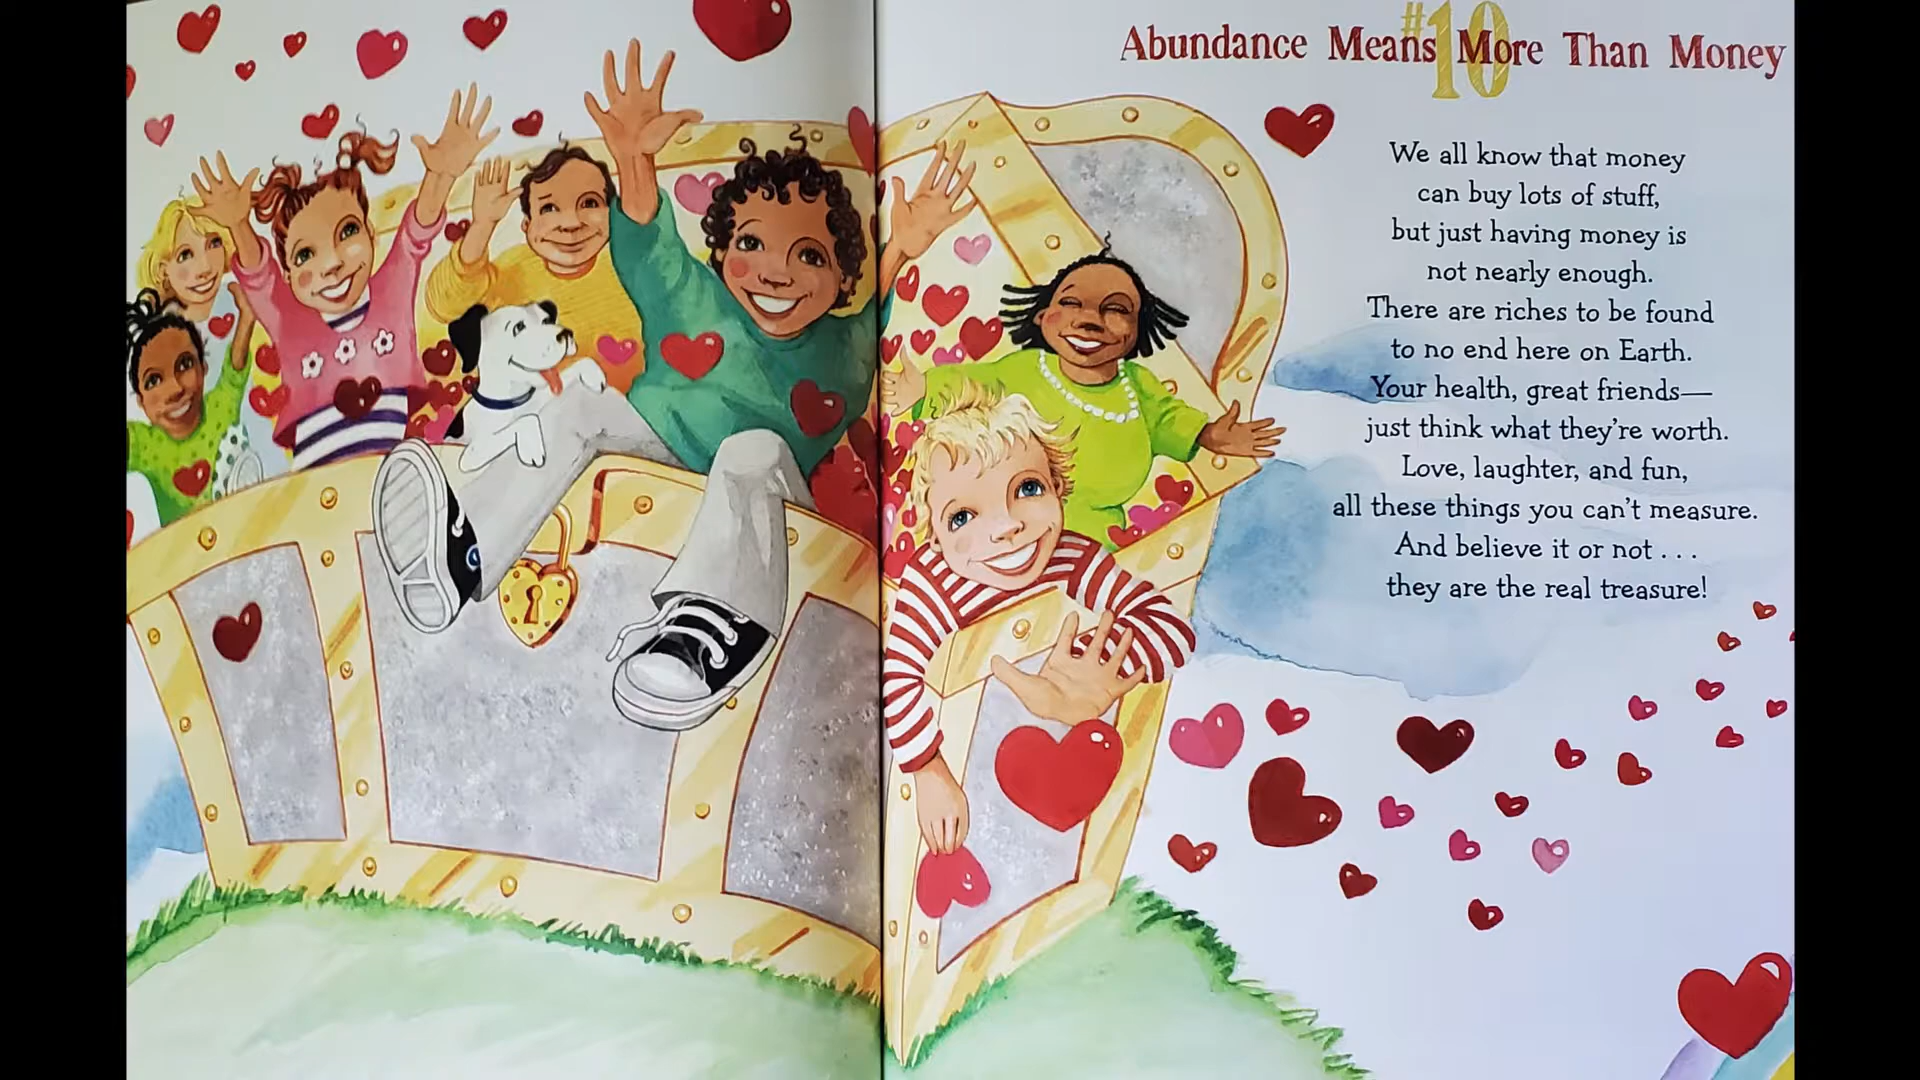 #10
Abundance Means More Than Money
We all know that money
can buy lots of stuff,
but just having money is
not nearly enough.
There are riches to be found
to no end here on Earth.
Your health, great friends—
just think what they're worth.
Love, laughter, and fun,
all these things you can't measure.
And believe it or not . . .
they are the real treasure!